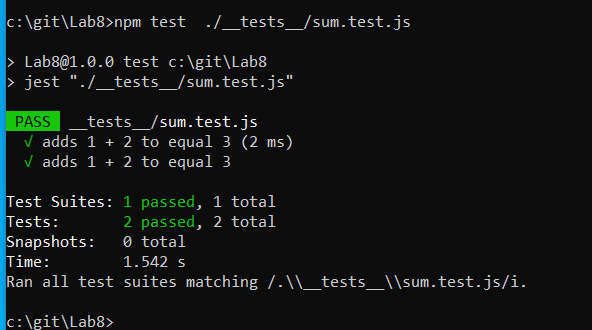 c:\git\Lab8>npm test  ./__tests__/sum.test.js
> Lab8@1.0.0 test c:\git\Lab8
> jest "./__tests__/sum.test.js"
PASS __tests__/sum.test.js
√ adds 1 + 2 to equal 3 (2 ms)
√ adds 1 + 2 to equal 3
Test Suites: 1 passed, 1 total
Tests:       2 passed, 2 total
Snapshots:   0 total
Time:        1.542 s
Ran all test suites matching /.\\__tests__\\sum.test.js/i.
c:\git\Lab8>